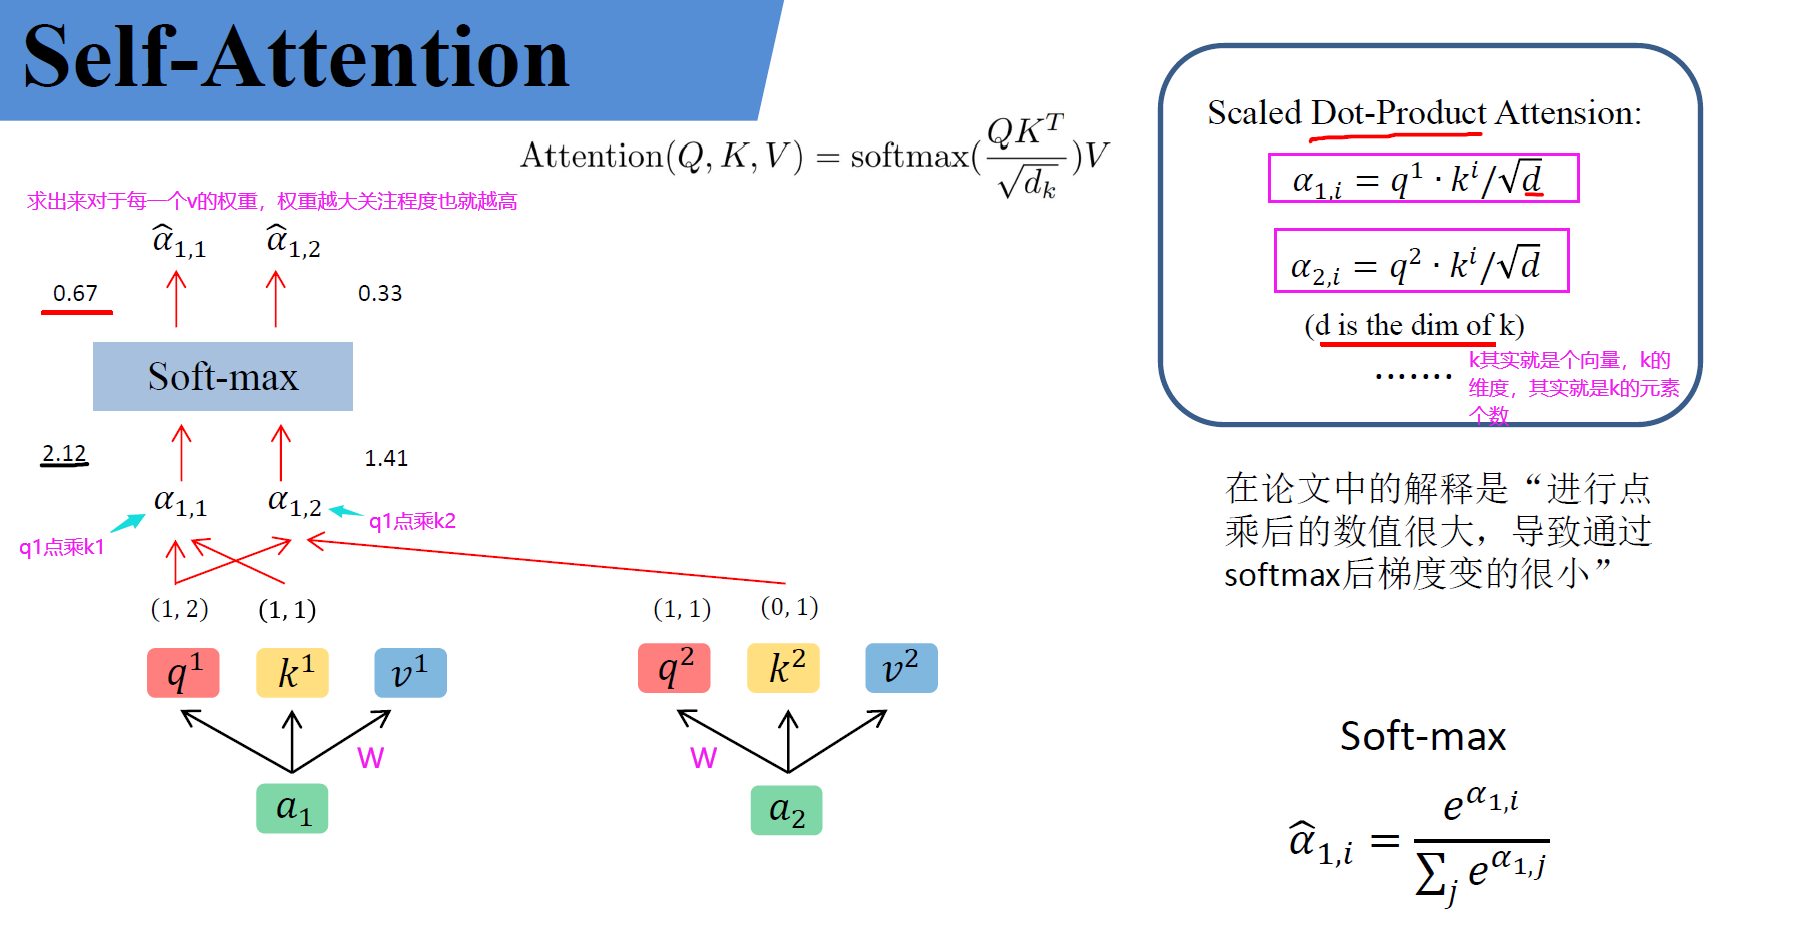 Self-Attention
Attention(Q, K, V) = softmax(QK^T/√d_k)V
求出来对于每一个v的权重，权重越大关注程度也就越高
α̂1,1 α̂1,2
0.67 0.33
Soft-max
2.12 1.41
α1,1 α1,2
q1点乘k1
q1点乘k2
(1, 2) (1, 1) (1, 1) (0, 1)
q¹ k¹ v¹ q² k² v²
W W
a₁ a₂
Scaled Dot-Product Attension:
α1,i = q¹ · kⁱ/√d
α2,i = q² · kⁱ/√d
(d is the dim of k)
·······
k其实就是个向量，k的
维度，其实就是k的元素
个数
在论文中的解释是“进行点
乘后的数值很大，导致通过
softmax后梯度变的很小”
Soft-max
α̂1,i = e^α1,i / ∑j e^α1,j